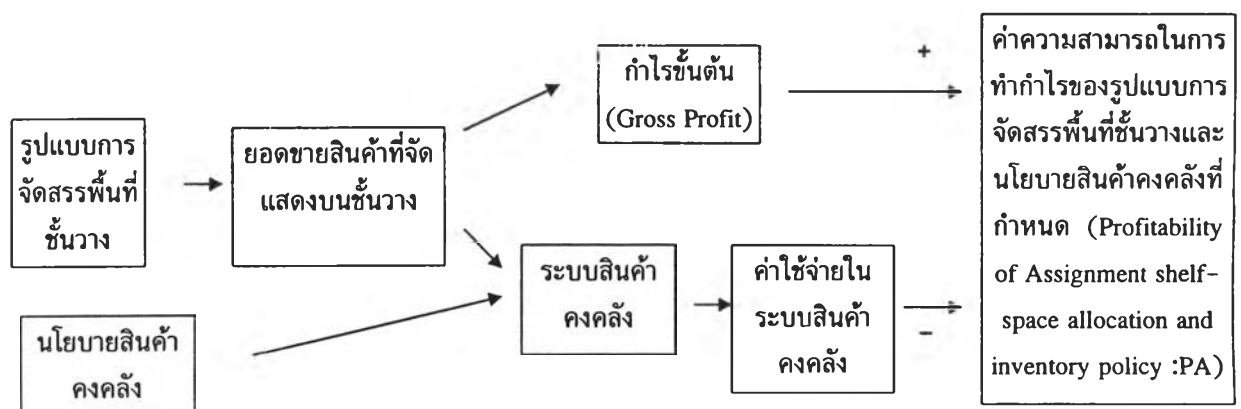 รูปแบบการ
จัดสรรพื้นที่
ชั้นวาง
นโยบายสินค้า
คงคลัง
ยอดขายสินค้าที่จัด
แสดงบนชั้นวาง
กำไรขั้นต้น
(Gross Profit)
ระบบสินค้า
คงคลัง
ค่าใช้จ่ายใน
ระบบสินค้า
คงคลัง
+
-
ค่าความสามารถในการ
ทำกำไรของรูปแบบการ
จัดสรรพื้นที่ชั้นวางและ
นโยบายสินค้าคงคลังที่
กำหนด (Profitability
of Assignment shelf-
space allocation and
inventory policy :PA)